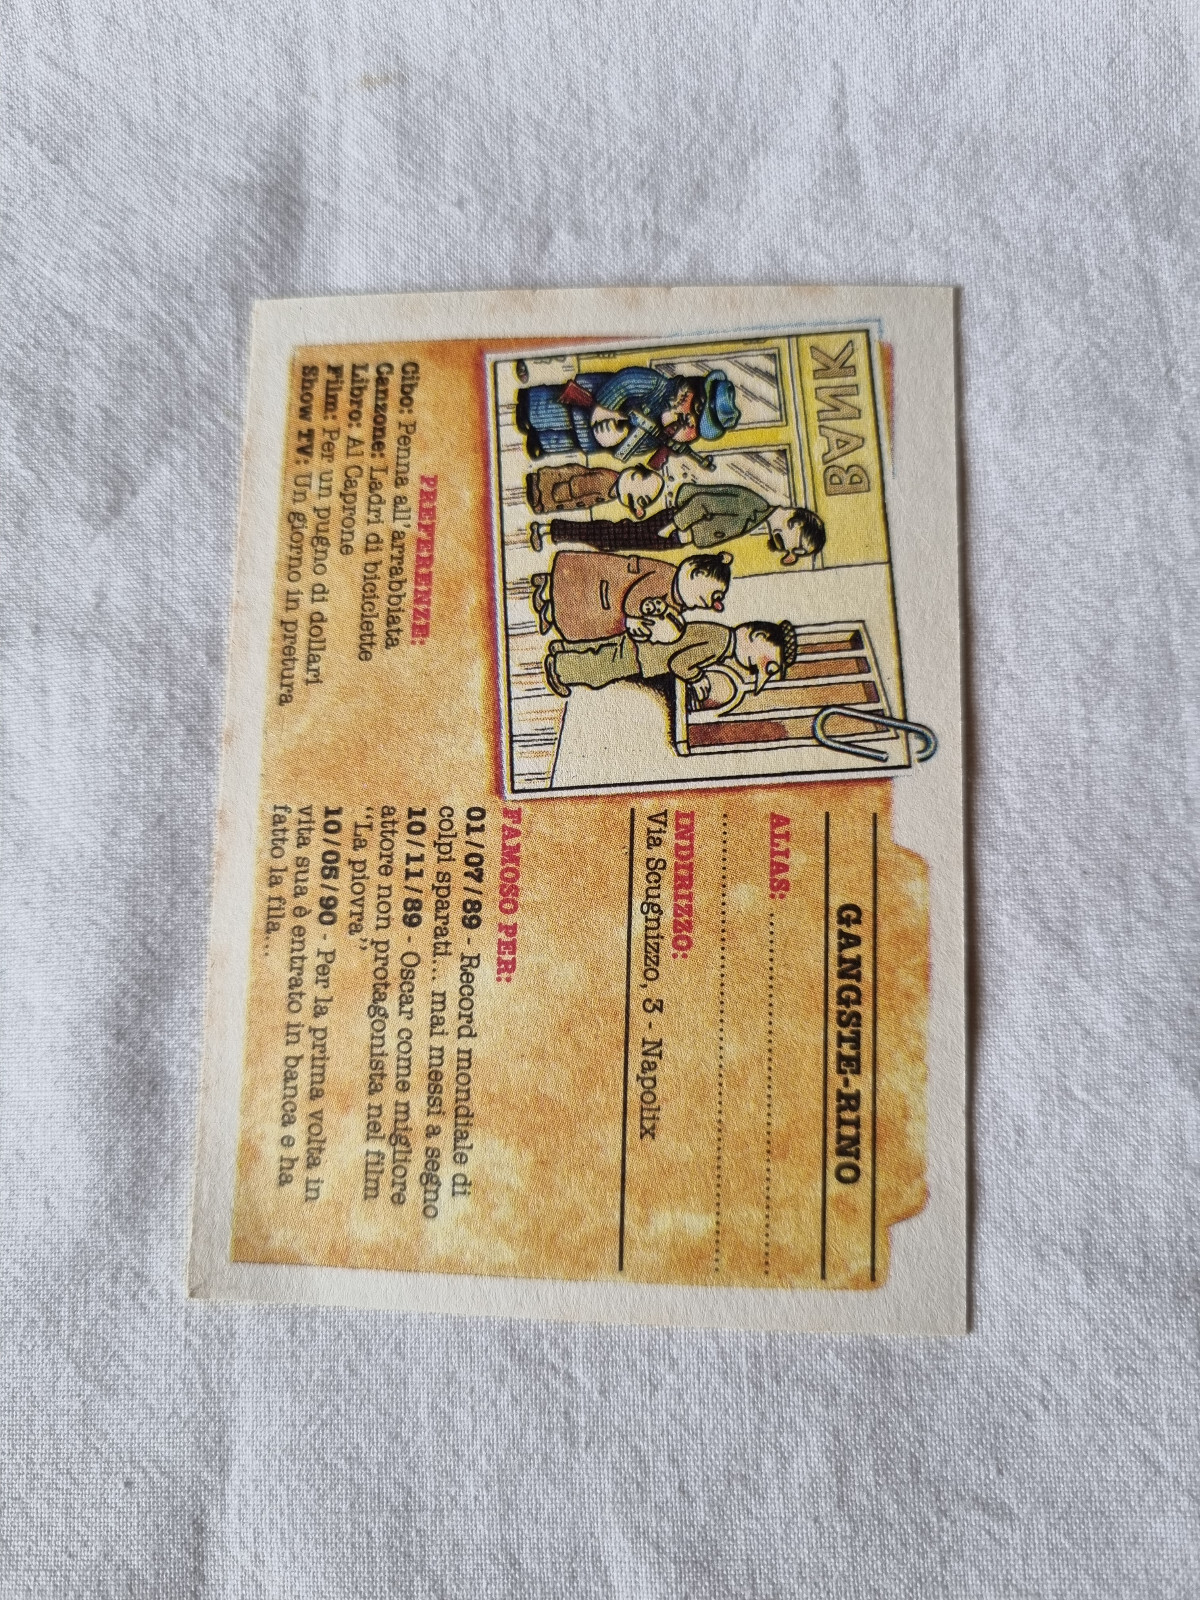 BANK
GANGSTE-RINO
ALIAS:
INDIRIZZO:
Via Scugnizzo, 3 - Napolix
PREFERENZE:
Cibo: Penna all'arrabbiata
Canzone: Ladri di biciclette
Libro: Al Caprone
Film: Per un pugno di dollari
Show TV: Un giorno in pretura
FAMOSO PER:
01/07/89 - Record mondiale di
colpi sparati... mai messi a segno
10/11/89 - Oscar come migliore
attore non protagonista nel film
"La piovra"
10/05/90 - Per la prima volta in
vita sua è entrato in banca e ha
fatto la fila...